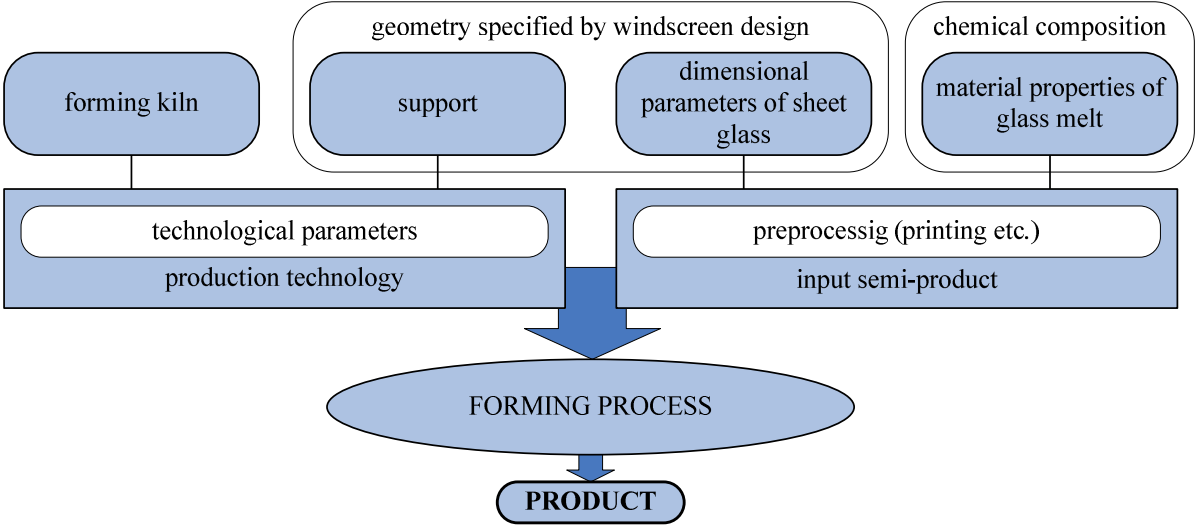 geometry specified by windscreen design
chemical composition
forming kiln
support
dimensional
parameters of sheet
glass
material properties of
glass melt
technological parameters
production technology
preprocessig (printing etc.)
input semi-product
FORMING PROCESS
PRODUCT